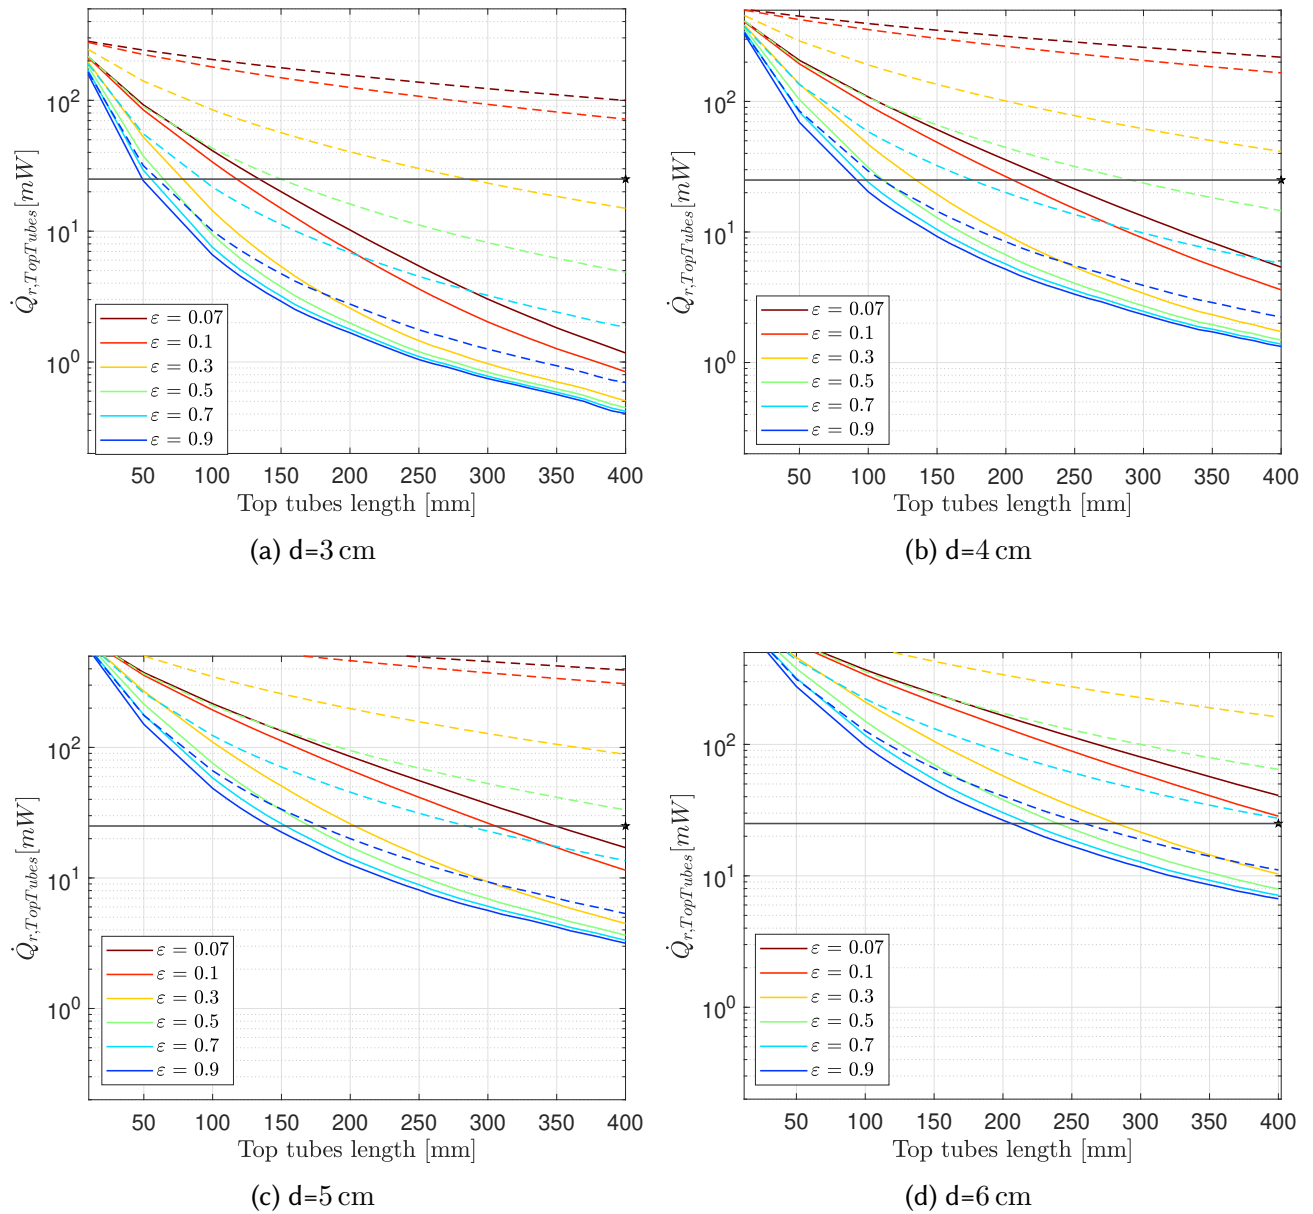 10^2
10^1
10^0
Q̇_{r,TopTubes}[mW]
ε = 0.07
ε = 0.1
ε = 0.3
ε = 0.5
ε = 0.7
ε = 0.9
50 100 150 200 250 300 350 400
Top tubes length [mm]
(a) d=3 cm
10^2
10^1
10^0
Q̇_{r,TopTubes}[mW]
ε = 0.07
ε = 0.1
ε = 0.3
ε = 0.5
ε = 0.7
ε = 0.9
50 100 150 200 250 300 350 400
Top tubes length [mm]
(b) d=4 cm
10^2
10^1
10^0
Q̇_{r,TopTubes}[mW]
ε = 0.07
ε = 0.1
ε = 0.3
ε = 0.5
ε = 0.7
ε = 0.9
50 100 150 200 250 300 350 400
Top tubes length [mm]
(c) d=5 cm
10^2
10^1
10^0
Q̇_{r,TopTubes}[mW]
ε = 0.07
ε = 0.1
ε = 0.3
ε = 0.5
ε = 0.7
ε = 0.9
50 100 150 200 250 300 350 400
Top tubes length [mm]
(d) d=6 cm